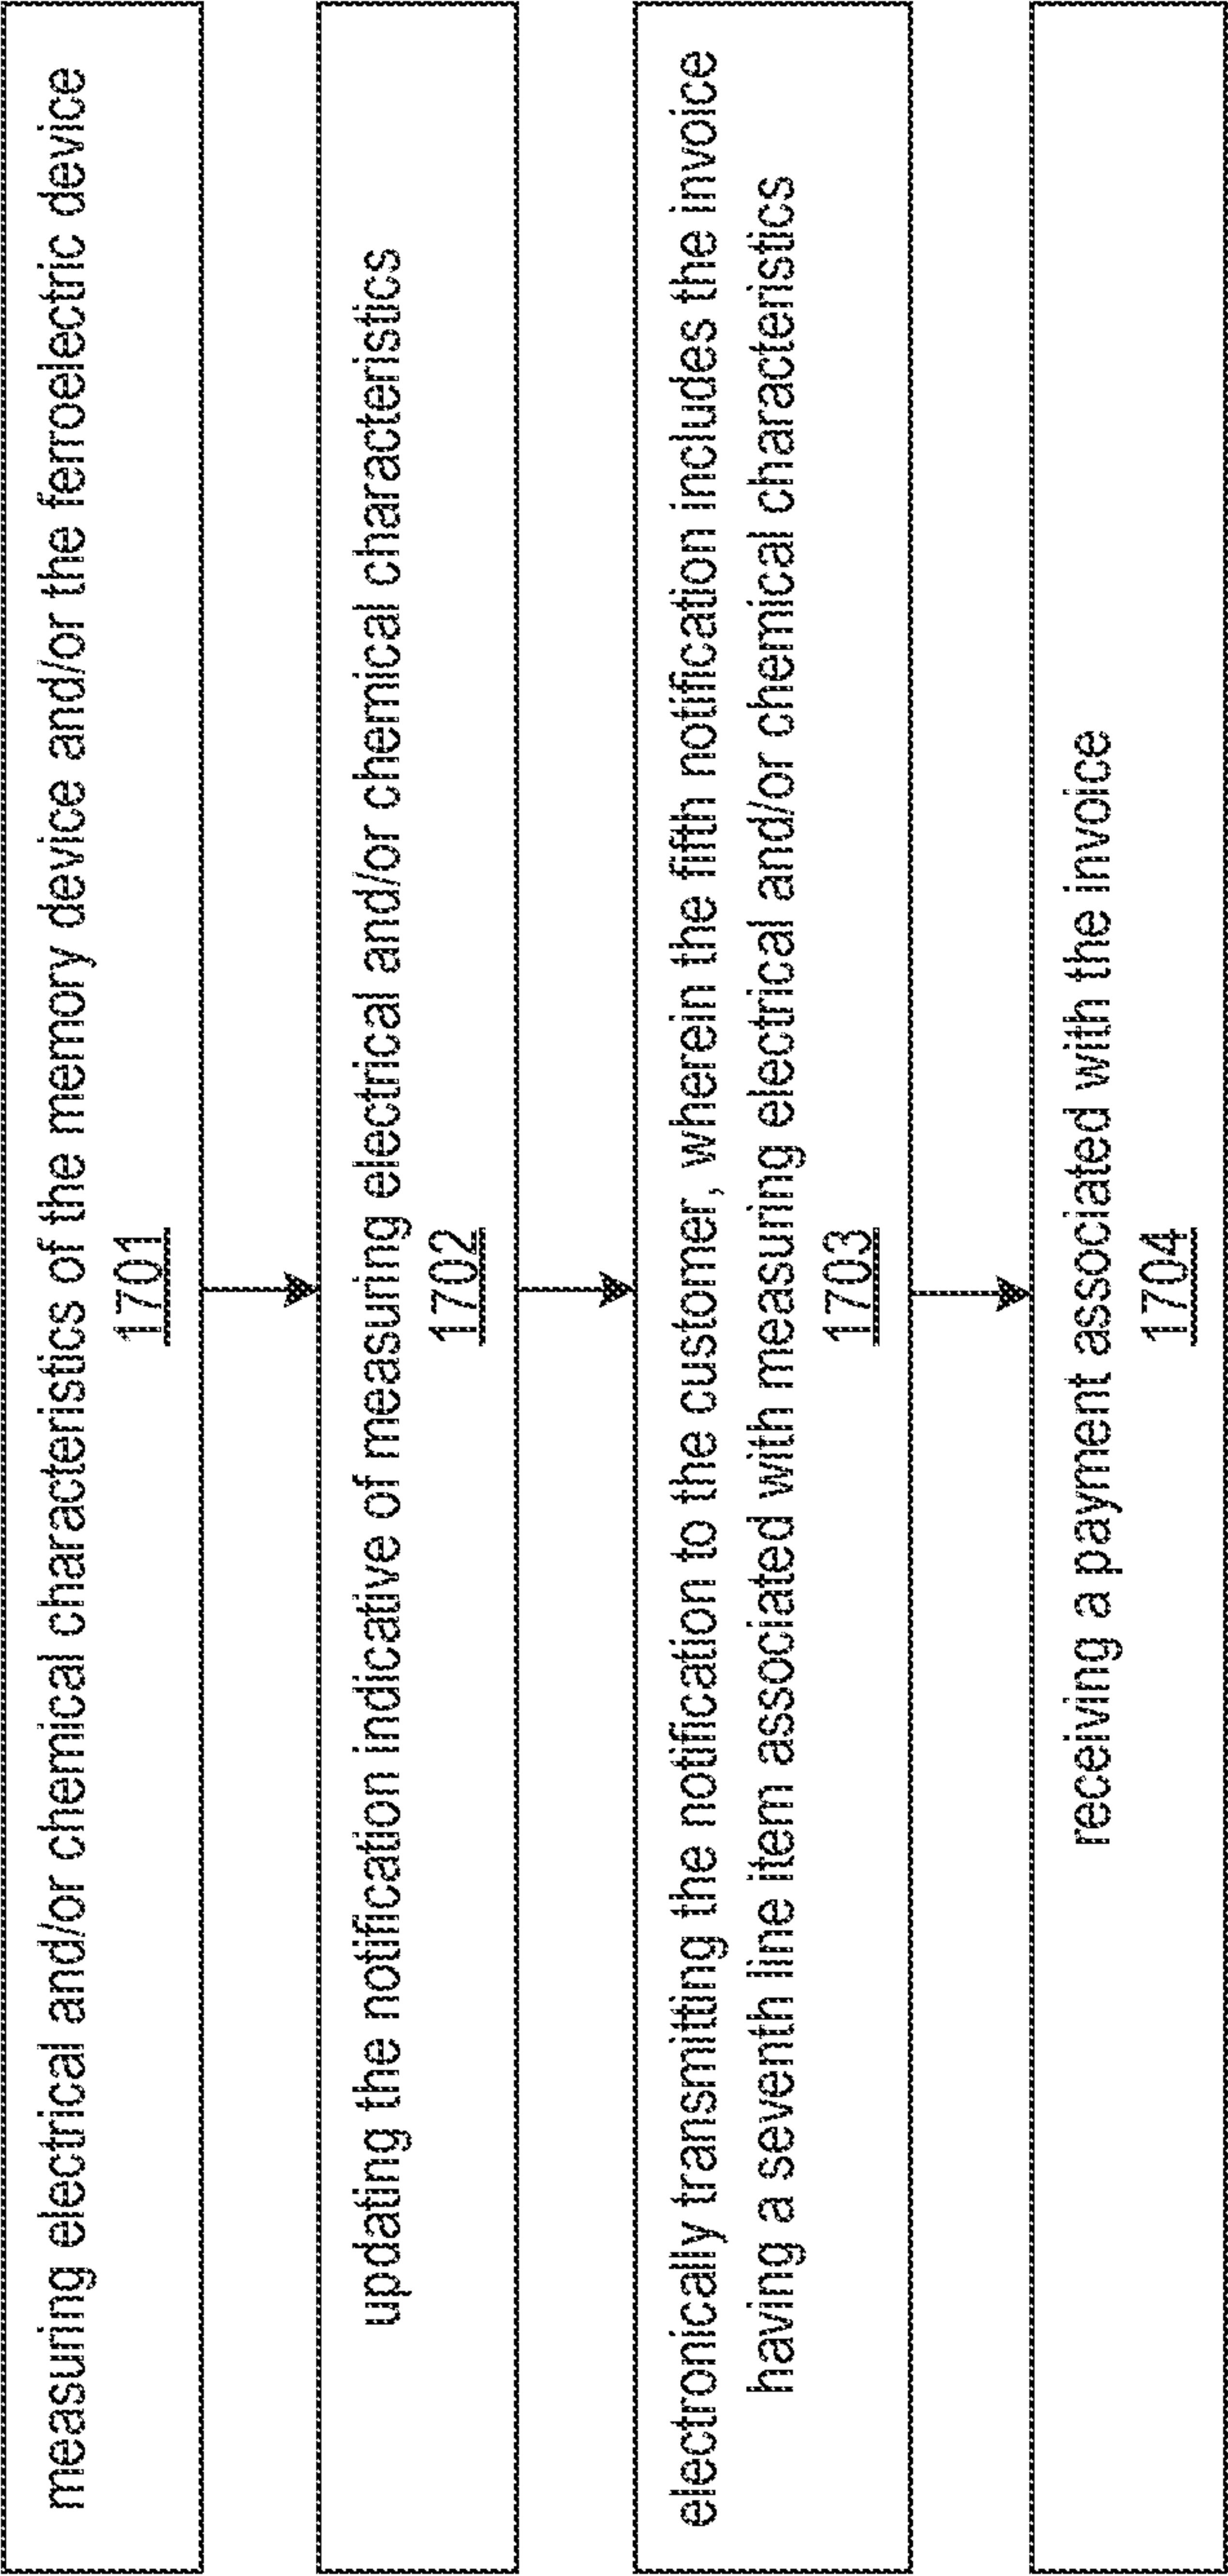 measuring electrical and/or chemical characteristics of the memory device and/or the ferroelectric device
1701
updating the notification indicative of measuring electrical and/or chemical characteristics
1702
electronically transmitting the notification to the customer, wherein the fifth notification includes the invoice
having a seventh line item associated with measuring electrical and/or chemical characteristics
1703
receiving a payment associated with the invoice
1704